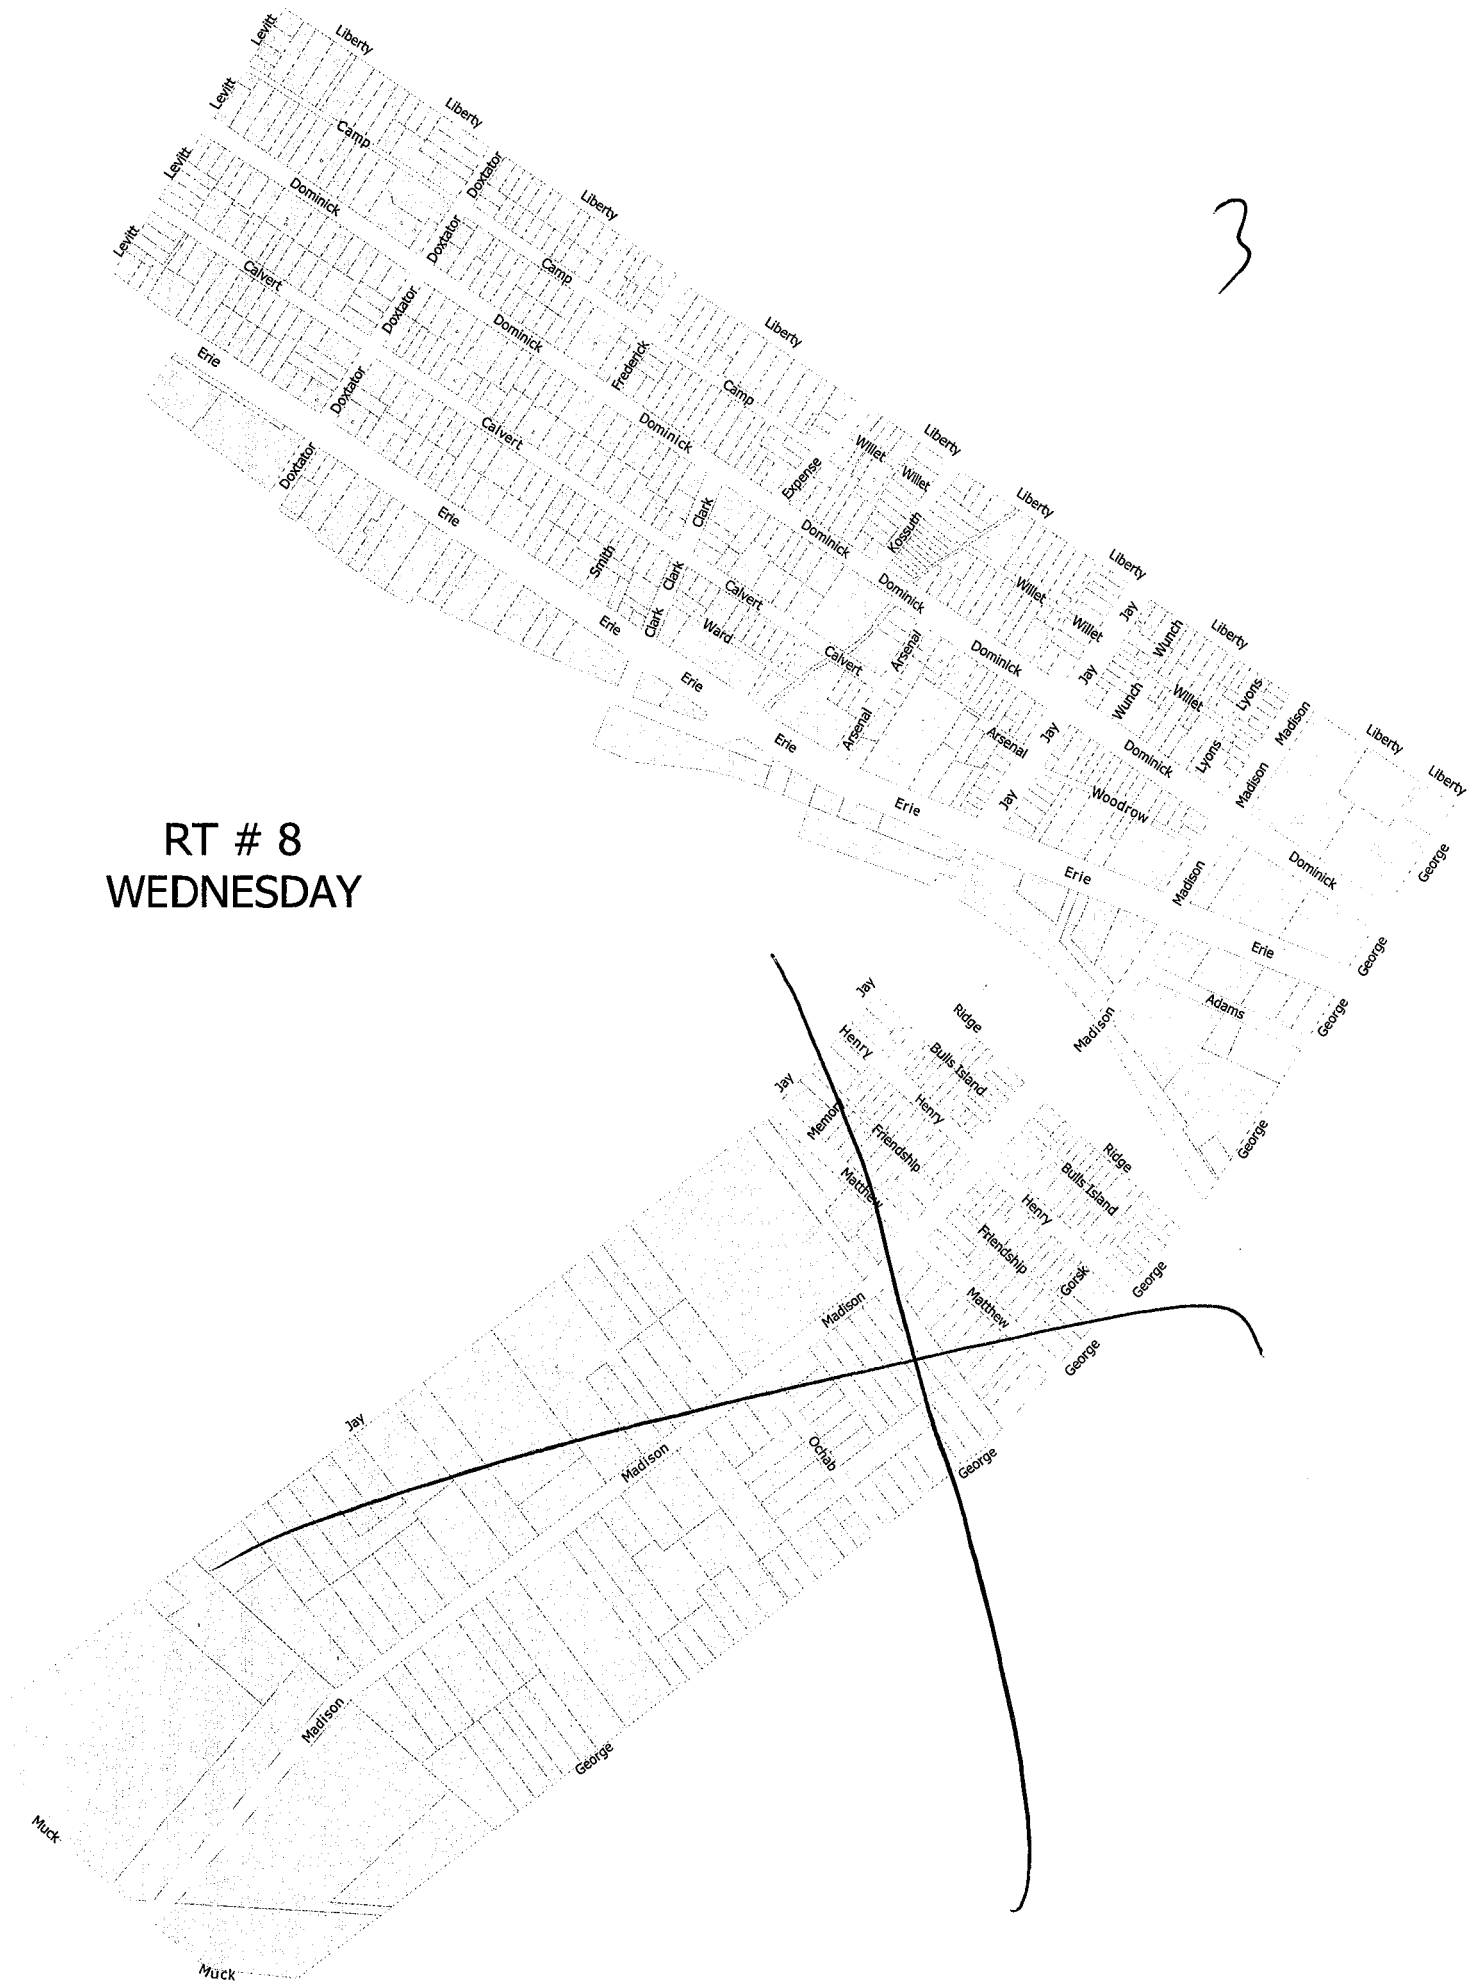 Levitt
Liberty
Levitt
Liberty
Camp
Levitt
Doxtator
Dominick
Liberty
3
Levitt
Doxtator
Calvert
Camp
Doxtator
Dominick
Liberty
Erie
Frederick
Doxtator
Camp
Calvert
Dominick
Liberty
Willet
Doxtator
Expense
Willet
Liberty
Erie
Clark
Dominick
Kossuth
Liberty
Smith
Clark
Calvert
Dominick
Willet
Jay
Erie
Clark
Ward
Arsenal
Willet
Wunch
Liberty
Calvert
Dominick
Jay
Erie
Wunch
Willet
Lyons
Arsenal
Arsenal
Jay
Madison
Erie
Dominick
Lyons
Liberty
Jay
Woodrow
Madison
Liberty
Erie
RT # 8
WEDNESDAY
Erie
Madison
Dominick
George
Erie
George
Jay
Ridge
Madison
Adams
George
Henry
Bulls Island
Jay
Henry
Memory
Friendship
George
Matthew
Ridge
Bulls Island
Henry
Friendship
Gorsk
George
Madison
Matthew
George
Jay
Madison
Ochab
George
Madison
George
Muck
Muck